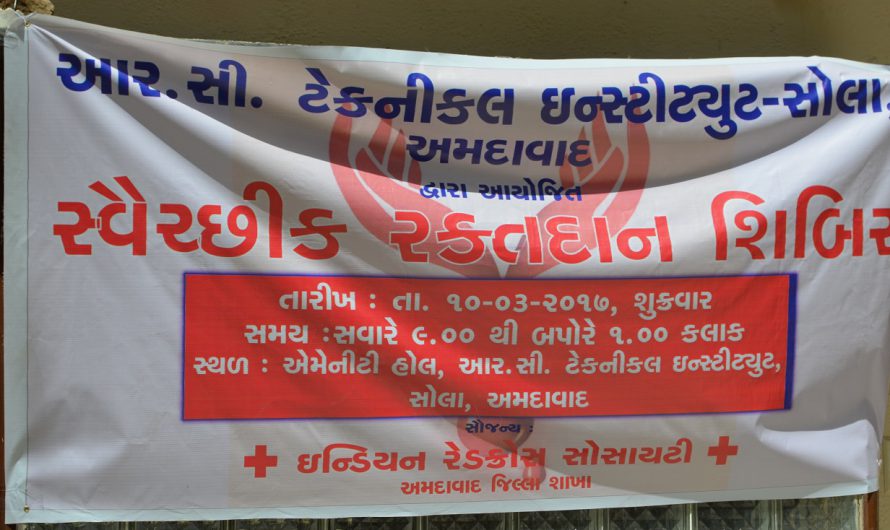 આર.સી. ટેકનીકલ ઇન્સ્ટીટ્યુટ-સોલા,
અમદાવાદ
દ્વારા આયોજિત
સ્વૈચ્છીક રક્તદાન શિબિર
તારીખ : તા. ૧૦-૦૩-૨૦૧૭, શુક્રવાર
સમય :સવારે ૯.૦૦ થી બપોરે ૧.૦૦ કલાક
સ્થળ : એમેનીટી હોલ, આર.સી. ટેકનીકલ ઇન્સ્ટીટ્યુટ,
સોલા, અમદાવાદ
સૌજન્ય :
ઇન્ડિયન રેડક્રોસ સોસાયટી
અમદાવાદ જિલ્લા શાખા